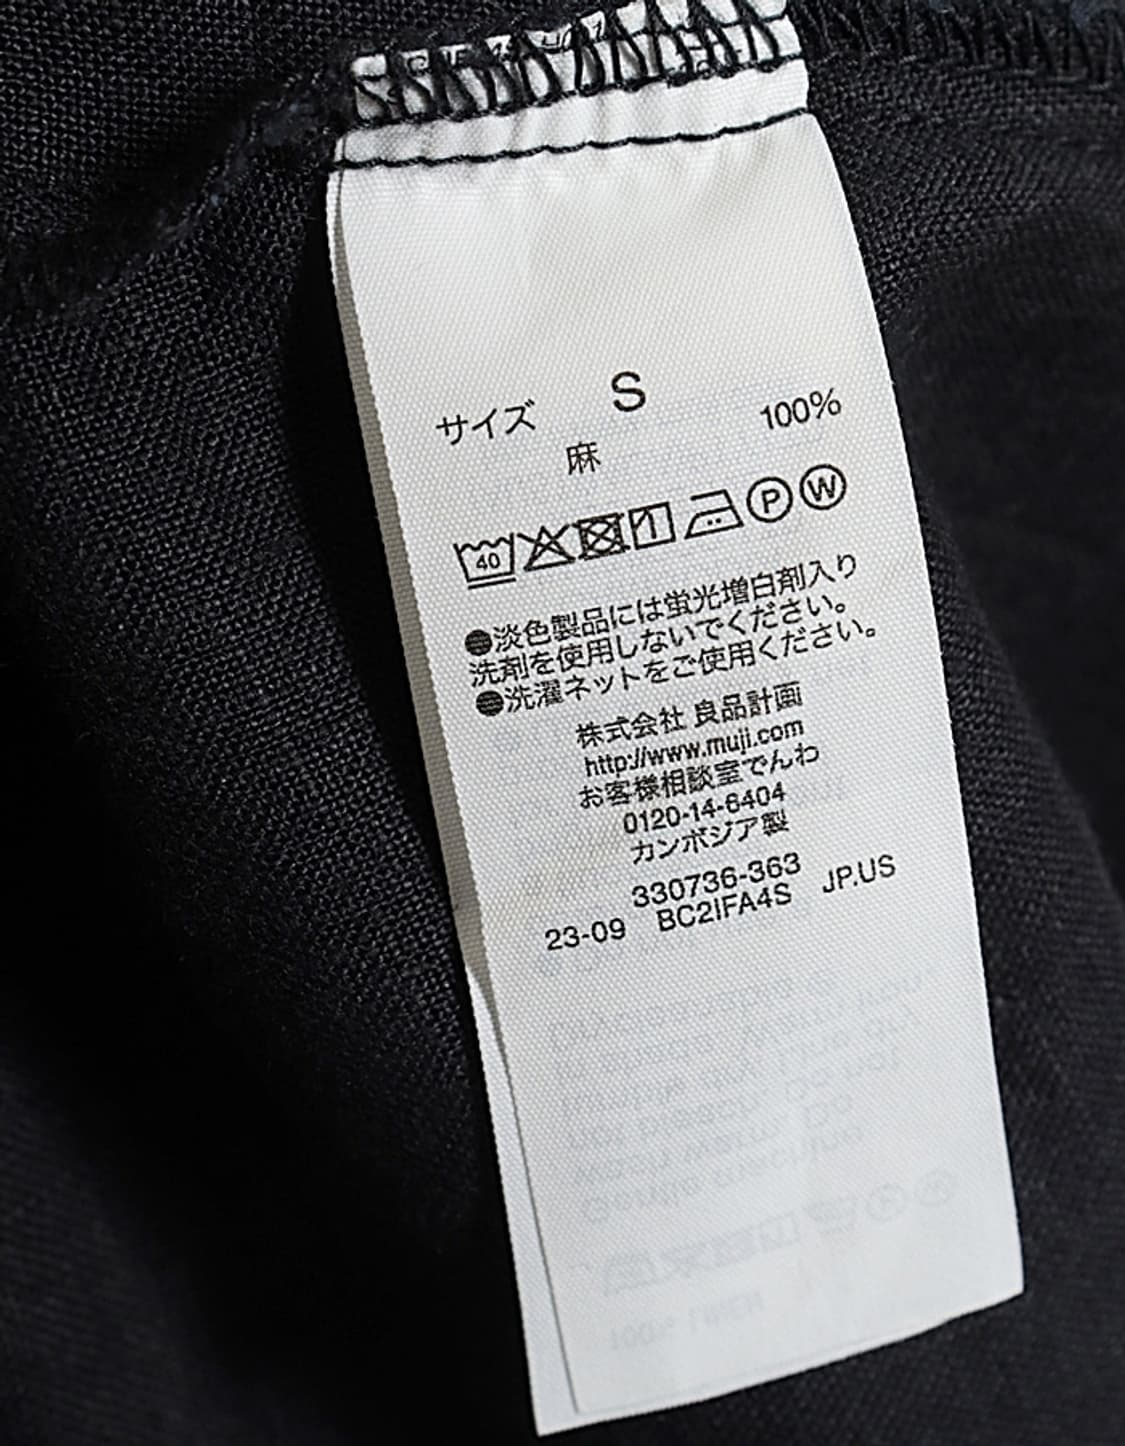 サイズ S
麻 100%
40 P W
●淡色製品には蛍光増白剤入り
洗剤を使用しないでください。
●洗濯ネットをご使用ください。
株式会社 良品計画
http://www.muji.com
お客様相談室でんわ
0120-14-6404
カンボジア製
330736-363
23-09 BC2IFA4S JP.US